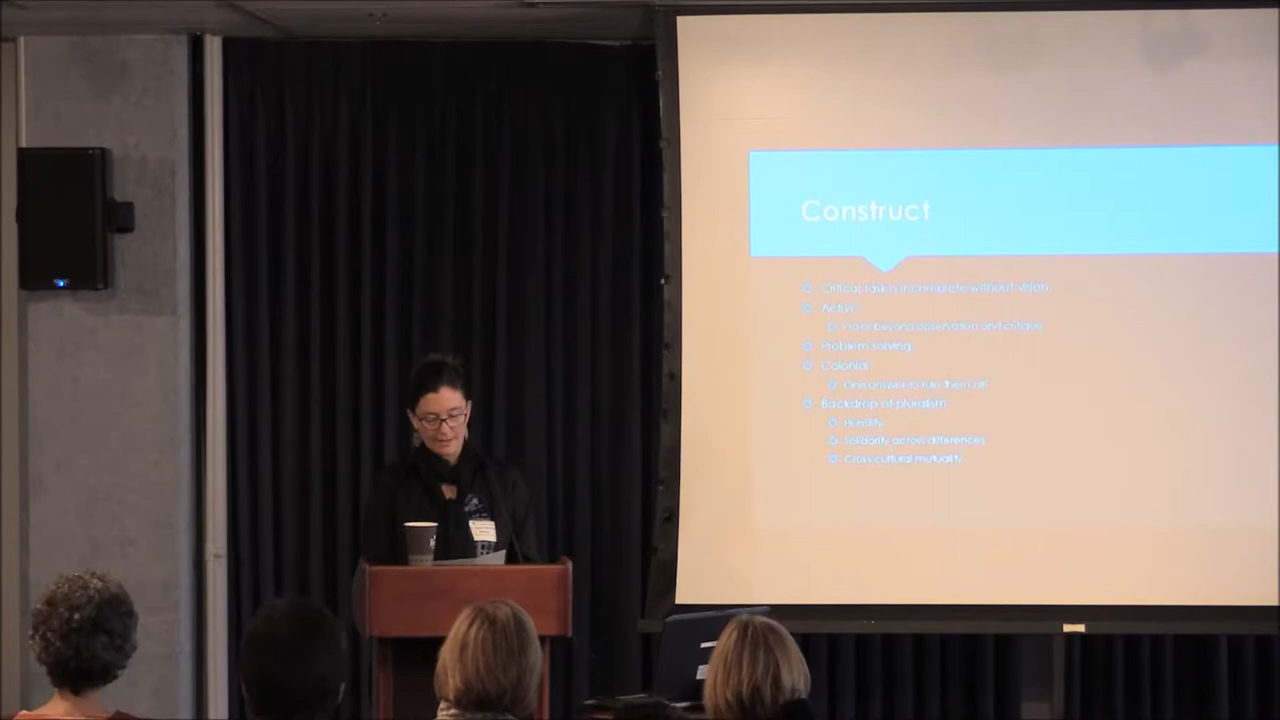 Construct
Critical task is incomplete without vision
Active
beyond observation and critique
Problem solving
Colonial
One answer to rule them all
Backdrop of pluralism
Humility
Solidarity across differences
Cross-cultural mutuality